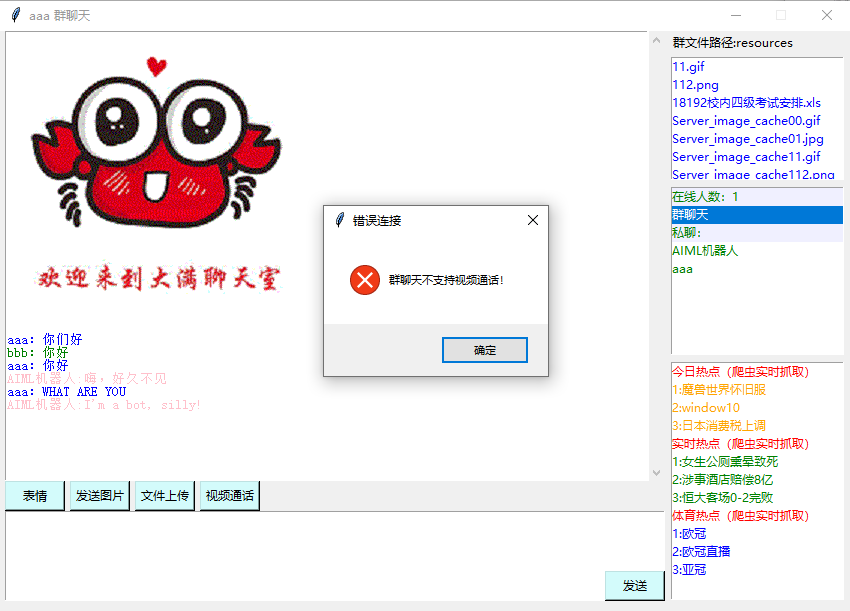 aaa 群聊天
欢迎来到大满聊天室
aaa: 你们好
bbb: 你好
aaa: 你好
AIML机器人:嗨，好久不见
aaa: WHAT ARE YOU
AIML机器人:I'm a bot, silly!
错误连接
群聊天不支持视频通话!
确定
表情
发送图片
文件上传
视频通话
发送
群文件路径:resources
11.gif
112.png
18192校内四级考试安排.xls
Server_image_cache00.gif
Server_image_cache01.jpg
Server_image_cache11.gif
Server_image_cache112.png
在线人数: 1
群聊天
私聊:
AIML机器人
aaa
今日热点（爬虫实时抓取）
1:魔兽世界怀旧服
2:window10
3:日本消费税上调
实时热点（爬虫实时抓取）
1:女生公厕熏晕致死
2:涉事酒店赔偿8亿
3:恒大客场0-2完败
体育热点（爬虫实时抓取）
1:欧冠
2:欧冠直播
3:亚冠